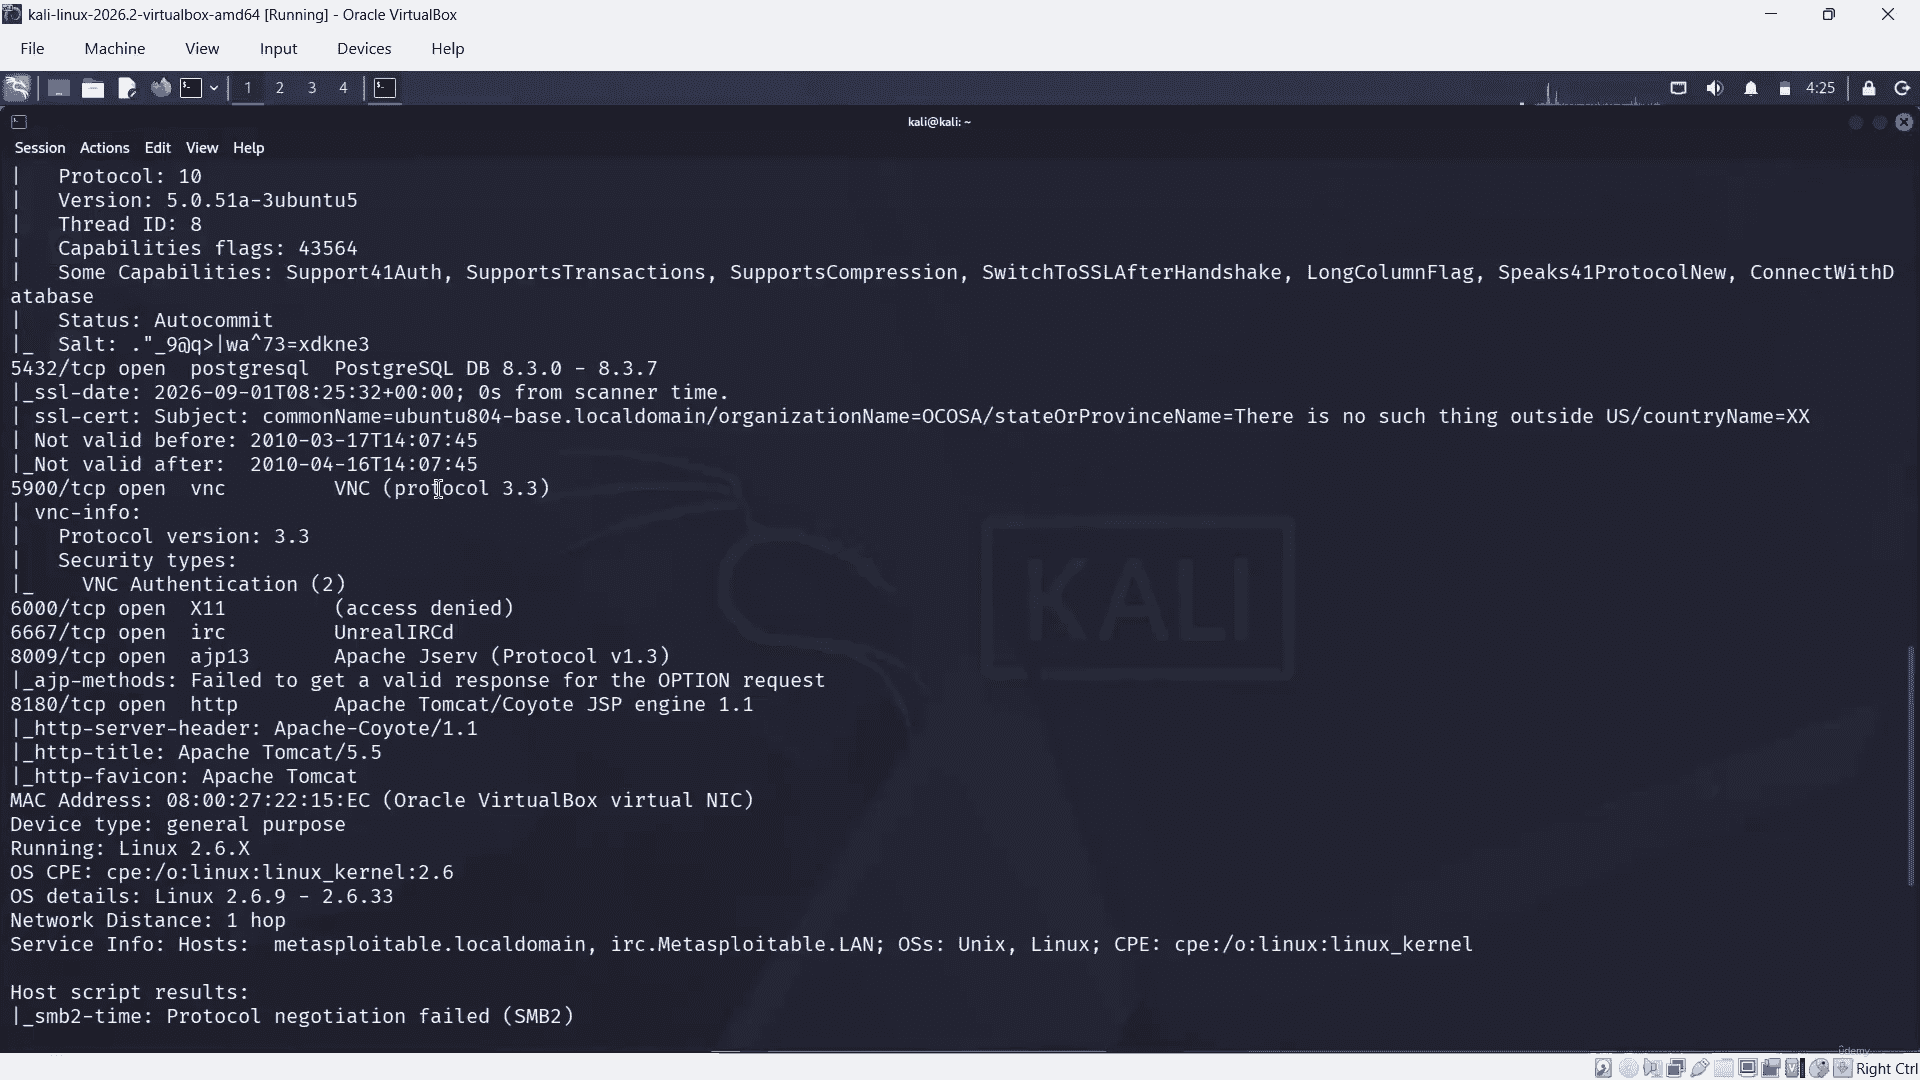 kali-linux-2026.2-virtualbox-amd64 [Running] - Oracle VirtualBox
File Machine View Input Devices Help
1 2 3 4 4:25
kali@kali: ~
Session Actions Edit View Help
| Protocol: 10
| Version: 5.0.51a-3ubuntu5
| Thread ID: 8
| Capabilities flags: 43564
| Some Capabilities: Support41Auth, SupportsTransactions, SupportsCompression, SwitchToSSLAfterHandshake, LongColumnFlag, Speaks41ProtocolNew, ConnectWithD
atabase
| Status: Autocommit
|_ Salt: ."_9@q>|wa^73=xdkne3
5432/tcp open postgresql PostgreSQL DB 8.3.0 - 8.3.7
|_ssl-date: 2026-09-01T08:25:32+00:00; 0s from scanner time.
| ssl-cert: Subject: commonName=ubuntu804-base.localdomain/organizationName=OCOSA/stateOrProvinceName=There is no such thing outside US/countryName=XX
| Not valid before: 2010-03-17T14:07:45
|_Not valid after: 2010-04-16T14:07:45
5900/tcp open vnc VNC (protocol 3.3)
| vnc-info:
| Protocol version: 3.3
| Security types:
|_ VNC Authentication (2)
6000/tcp open X11 (access denied)
6667/tcp open irc UnrealIRCd
8009/tcp open ajp13 Apache Jserv (Protocol v1.3)
|_ajp-methods: Failed to get a valid response for the OPTION request
8180/tcp open http Apache Tomcat/Coyote JSP engine 1.1
|_http-server-header: Apache-Coyote/1.1
|_http-title: Apache Tomcat/5.5
|_http-favicon: Apache Tomcat
MAC Address: 08:00:27:22:15:EC (Oracle VirtualBox virtual NIC)
Device type: general purpose
Running: Linux 2.6.X
OS CPE: cpe:/o:linux:linux_kernel:2.6
OS details: Linux 2.6.9 - 2.6.33
Network Distance: 1 hop
Service Info: Hosts: metasploitable.localdomain, irc.Metasploitable.LAN; OSs: Unix, Linux; CPE: cpe:/o:linux:linux_kernel
Host script results:
|_smb2-time: Protocol negotiation failed (SMB2)
KALI
udemy
Right Ctrl